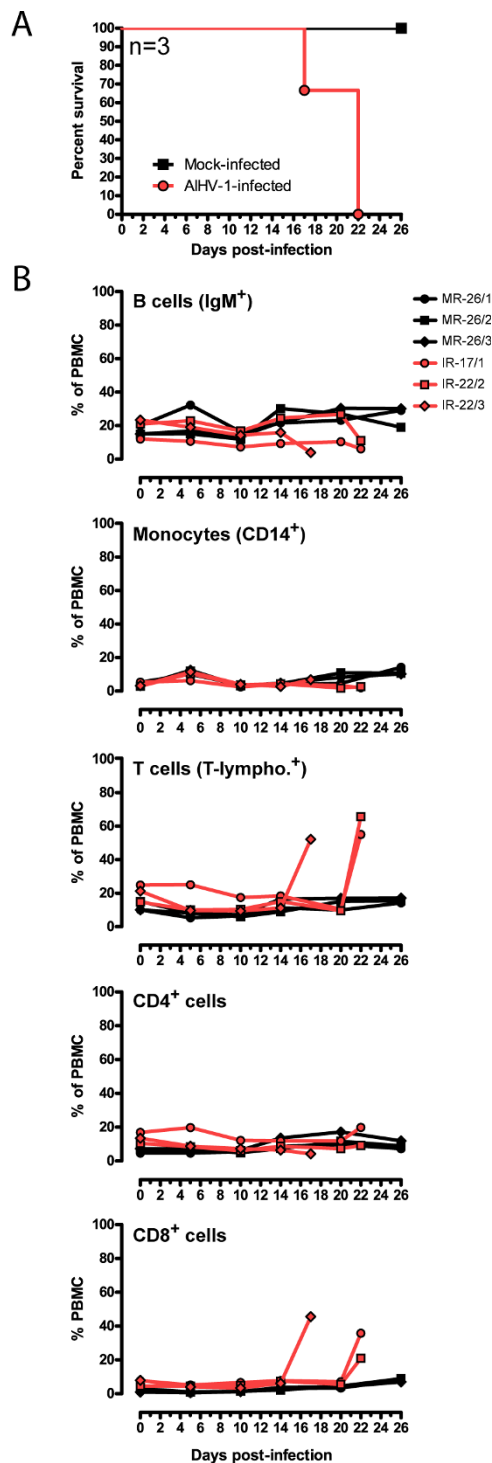 A
n=3
Percent survival
100
90
80
70
60
50
40
30
20
10
0
Mock-infected
AlHV-1-infected
0 2 4 6 8 10 12 14 16 18 20 22 24 26
Days post-infection
B
B cells (IgM+)
% of PBMC
100
80
60
40
20
0
0 2 4 6 8 10 12 14 16 18 20 22 24 26
MR-26/1
MR-26/2
MR-26/3
IR-17/1
IR-22/2
IR-22/3
Monocytes (CD14+)
% of PBMC
100
80
60
40
20
0
0 2 4 6 8 10 12 14 16 18 20 22 24 26
T cells (T-lympho.+)
% of PBMC
100
80
60
40
20
0
0 2 4 6 8 10 12 14 16 18 20 22 24 26
CD4+ cells
% of PBMC
100
80
60
40
20
0
0 2 4 6 8 10 12 14 16 18 20 22 24 26
CD8+ cells
% PBMC
100
80
60
40
20
0
0 2 4 6 8 10 12 14 16 18 20 22 24 26
Days post-infection